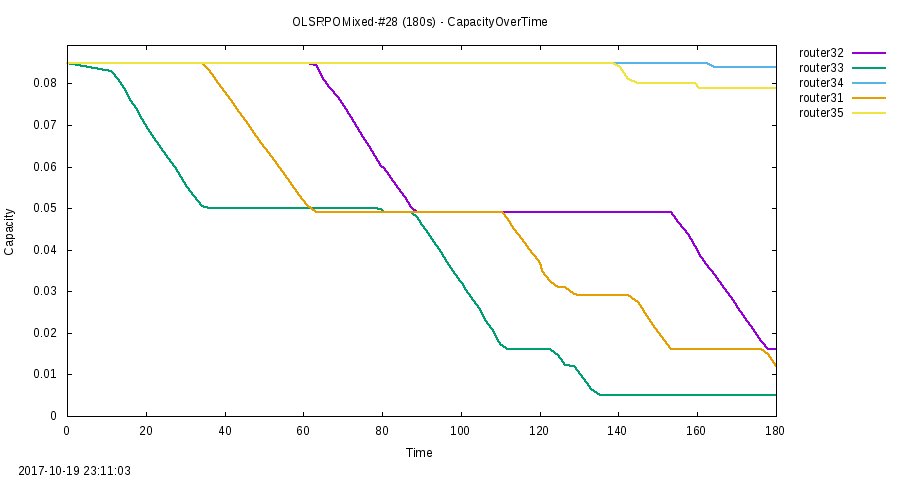 OLSRPOMixed-#28 (180s) - CapacityOverTime
router32
router33
router34
router31
router35
0.08
0.07
0.06
0.05
0.04
0.03
0.02
0.01
0
Capacity
0 20 40 60 80 100 120 140 160 180
Time
2017-10-19 23:11:03